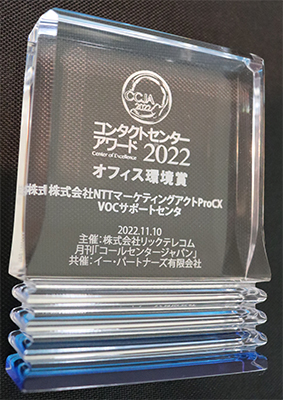 CCJA
2022
コンタクトセンター
アワード 2022
Center of Excellence
オフィス環境賞
株式株式会社NTTマーケティングアクトProCX
VOCサポートセンタ
2022.11.10
主催：株式会社リックテレコム
月刊「コールセンタージャパン」
共催：イー・パートナーズ有限会社